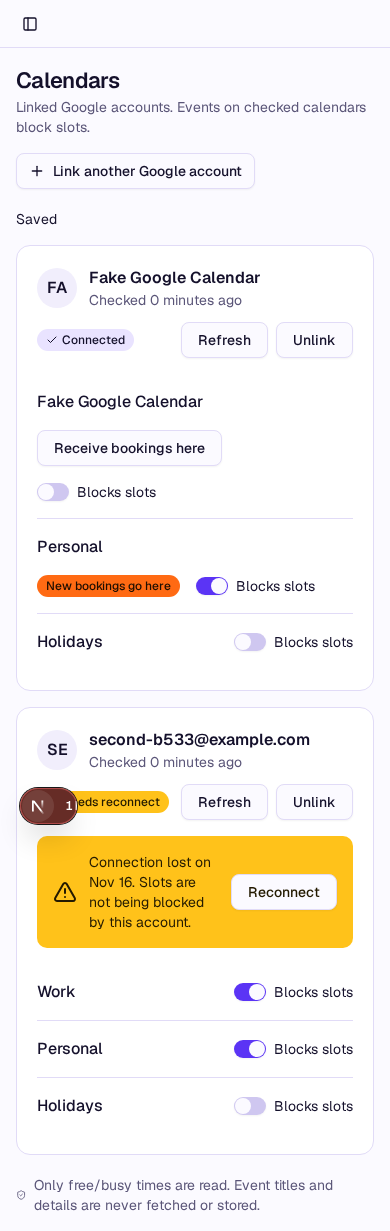 Calendars
Linked Google accounts. Events on checked calendars
block slots.
Link another Google account
Saved
FA
Fake Google Calendar
Checked 0 minutes ago
Connected
Refresh
Unlink
Fake Google Calendar
Receive bookings here
Blocks slots
Personal
New bookings go here
Blocks slots
Holidays
Blocks slots
SE
second-b533@example.com
Checked 0 minutes ago
N 1
reconnect
Refresh
Unlink
Connection lost on
Nov 16. Slots are
not being blocked
by this account.
Reconnect
Work
Blocks slots
Personal
Blocks slots
Holidays
Blocks slots
Only free/busy times are read. Event titles and
details are never fetched or stored.